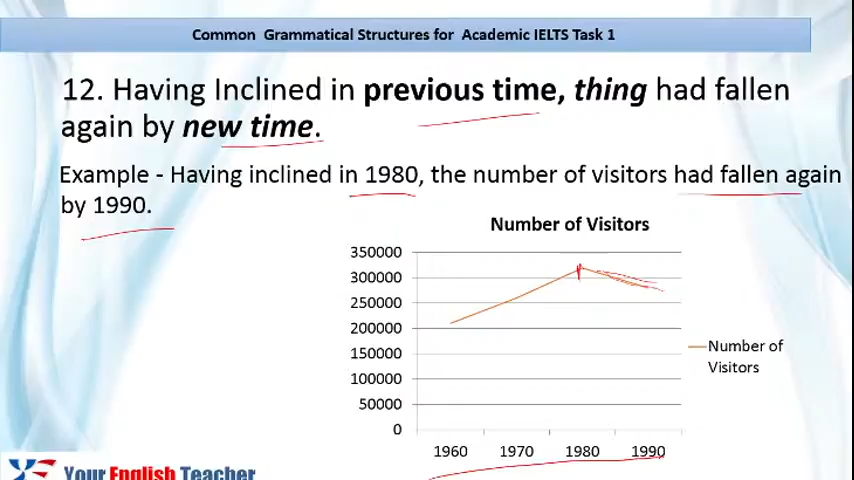 Common Grammatical Structures for Academic IELTS Task 1
12. Having Inclined in previous time, thing had fallen
again by new time.
Example - Having inclined in 1980, the number of visitors had fallen again
by 1990.
Number of Visitors
350000
300000
250000
200000
150000
100000
50000
0
1960 1970 1980 1990
Number of
Visitors
Your English Teacher